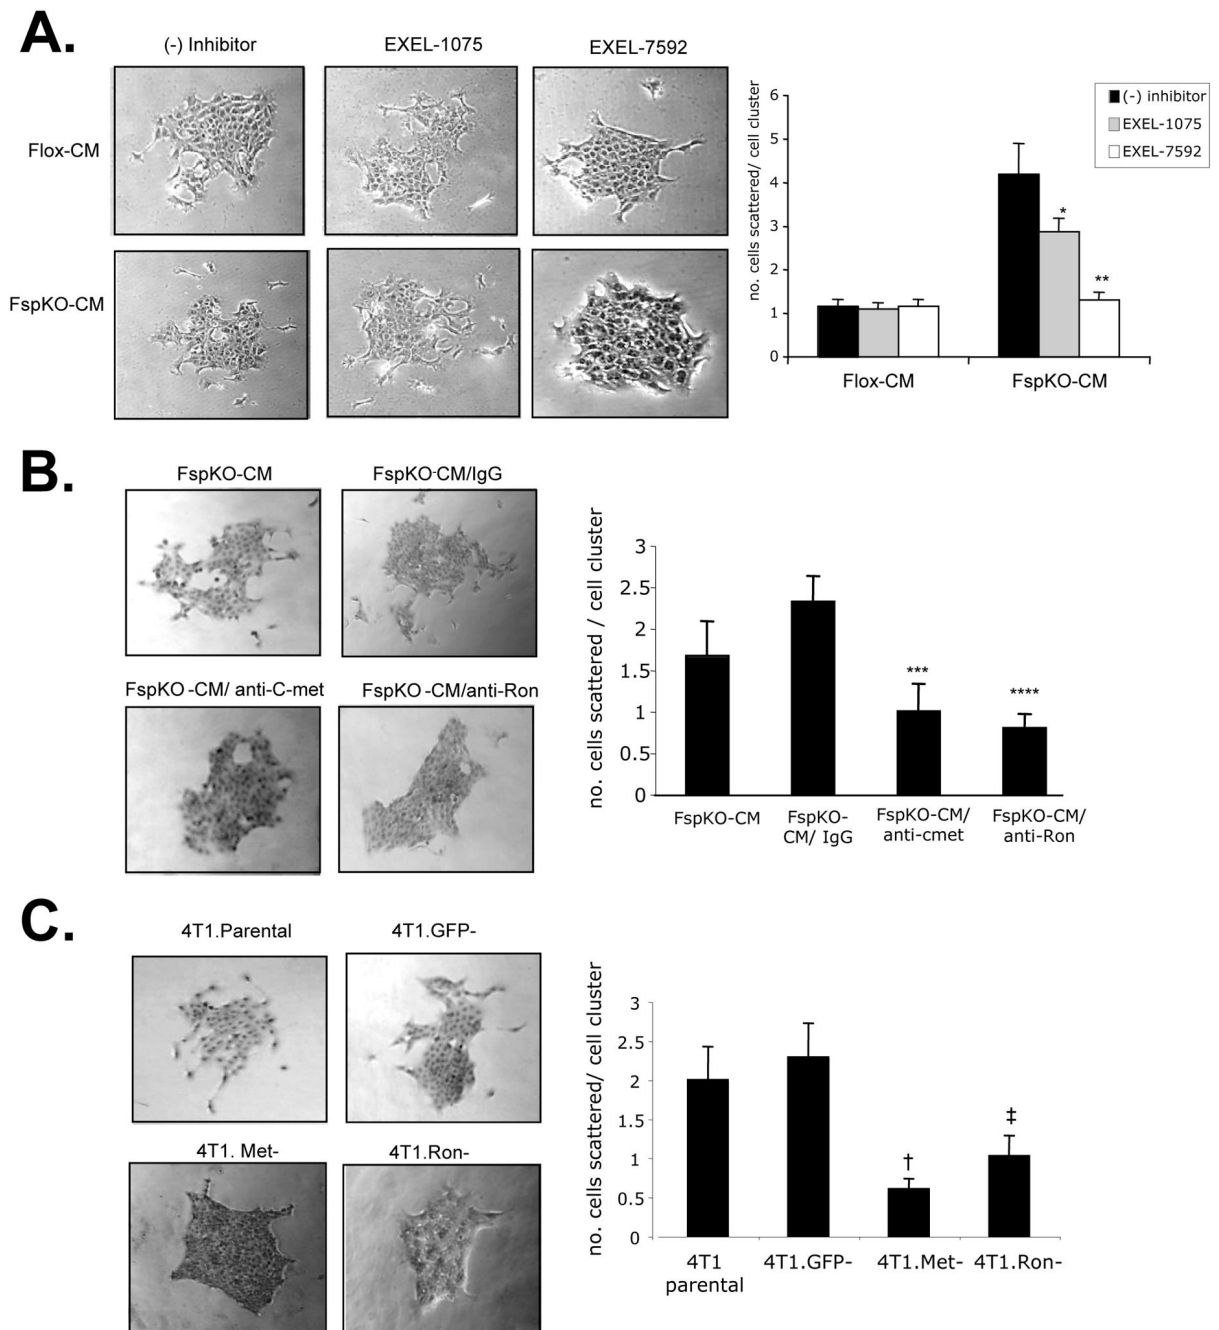 A.
(-) Inhibitor
EXEL-1075
EXEL-7592
Flox-CM
FspKO-CM
no. cells scattered/ cell cluster
6
5
4
3
2
1
0
*
**
Flox-CM
FspKO-CM
(-) inhibitor
EXEL-1075
EXEL-7592
B.
FspKO-CM
FspKO-CM/IgG
FspKO-CM/ anti-C-met
FspKO-CM/anti-Ron
no. cells scattered / cell cluster
3
2.5
2
1.5
1
0.5
0
***
****
FspKO-CM
FspKO-
CM/ IgG
FspKO-CM/
anti-cmet
FspKO-CM/
anti-Ron
C.
4T1.Parental
4T1.GFP-
4T1. Met-
4T1.Ron-
no. cells scattered/ cell cluster
3
2.5
2
1.5
1
0.5
0
†
‡
4T1
parental
4T1.GFP-
4T1.Met-
4T1.Ron-